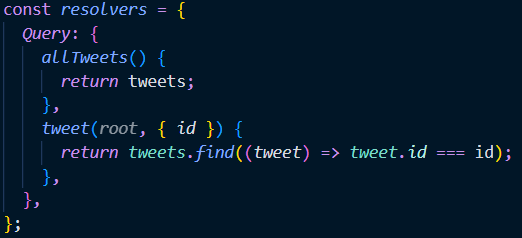 const resolvers = {
  Query: {
    allTweets() {
      return tweets;
    },
    tweet(root, { id }) {
      return tweets.find((tweet) => tweet.id === id);
    },
  },
};